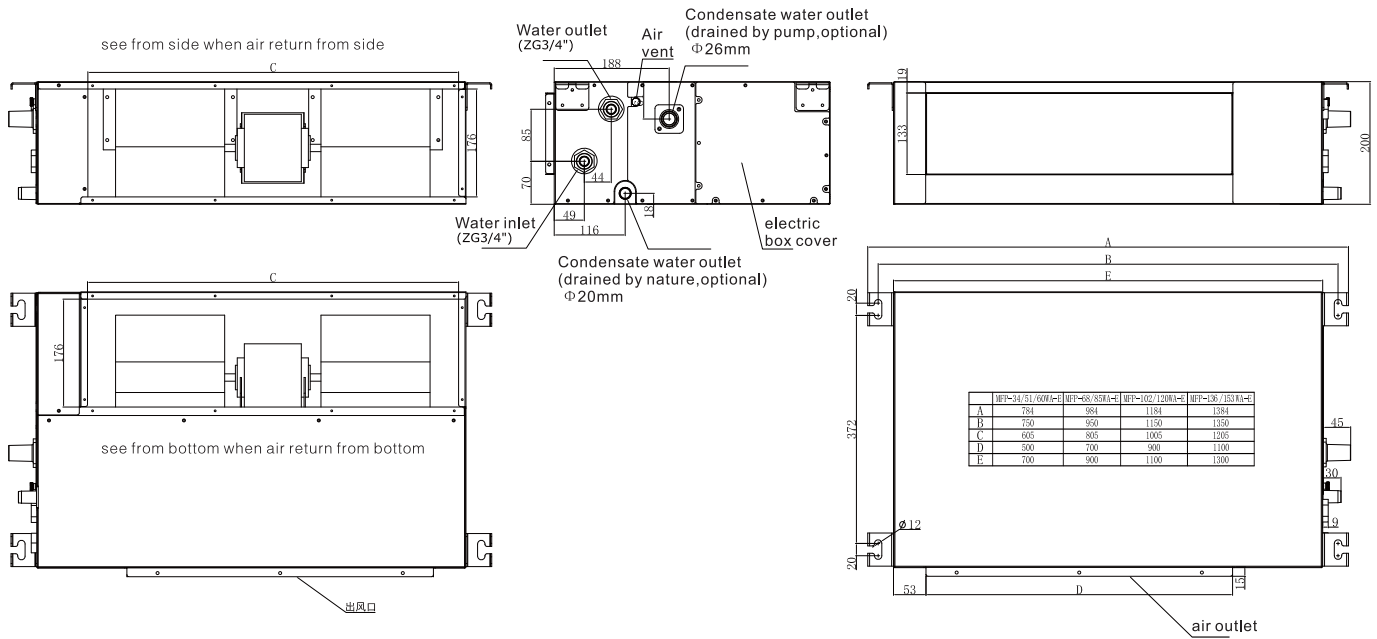 see from side when air return from side
C
176
Water outlet
(ZG3/4")
Air
vent
Condensate water outlet
(drained by pump,optional)
Φ26mm
188
85
70
44
49
116
18
Water inlet
(ZG3/4")
Condensate water outlet
(drained by nature,optional)
Φ20mm
electric
box cover
19
133
200
C
176
see from bottom when air return from bottom
出风口
A
B
E
20
372
20
ø12
53
D
15
45
30
9
air outlet
MFP-34/51/60WA-E MFP-68/85WA-E MFP-102/120WA-E MFP-136/153WA-E
A 784 984 1184 1384
B 750 950 1150 1350
C 605 805 1005 1205
D 500 700 900 1100
E 700 900 1100 1300